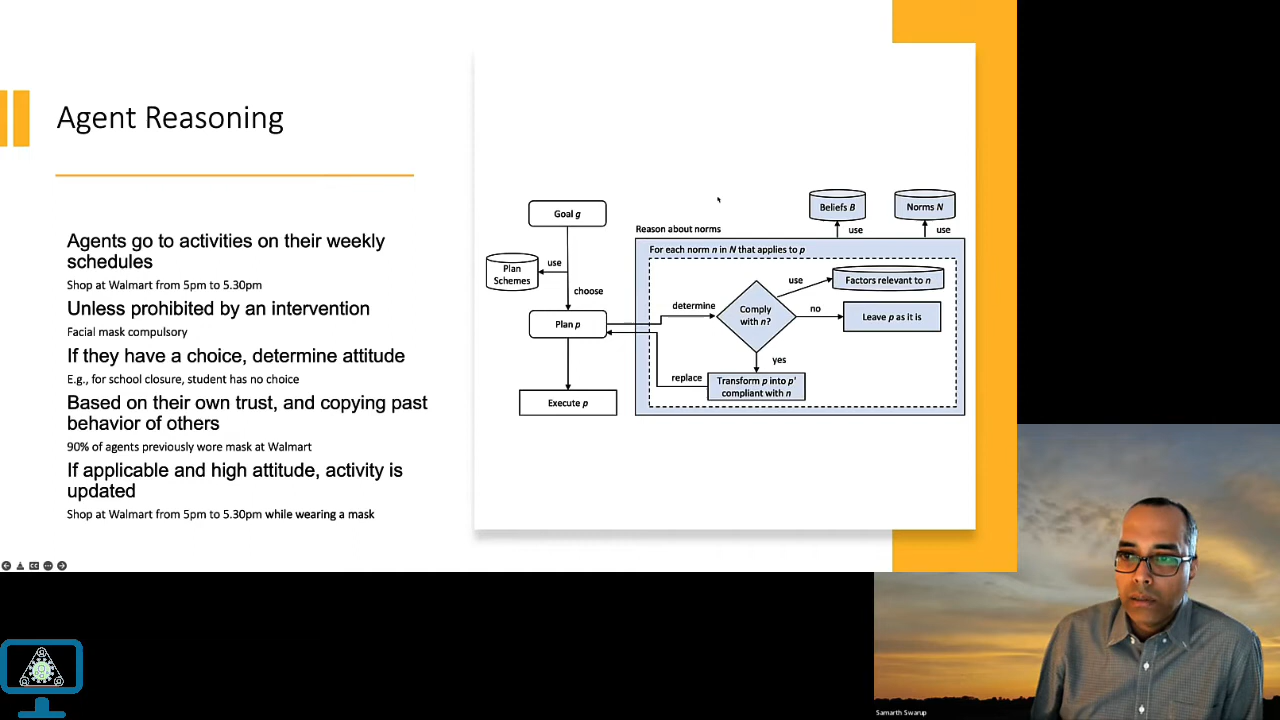 Agent Reasoning
Agents go to activities on their weekly
schedules
Shop at Walmart from 5pm to 5.30pm
Unless prohibited by an intervention
Facial mask compulsory
If they have a choice, determine attitude
E.g., for school closure, student has no choice
Based on their own trust, and copying past
behavior of others
90% of agents previously wore mask at Walmart
If applicable and high attitude, activity is
updated
Shop at Walmart from 5pm to 5.30pm while wearing a mask
Goal g
use
Plan
Schemes
choose
Plan p
Execute p
Reason about norms
Beliefs B
Norms N
use
use
For each norm n in N that applies to p
determine
Comply
with n?
use
Factors relevant to n
no
Leave p as it is
yes
replace
Transform p into p'
compliant with n
Samarth Swarup